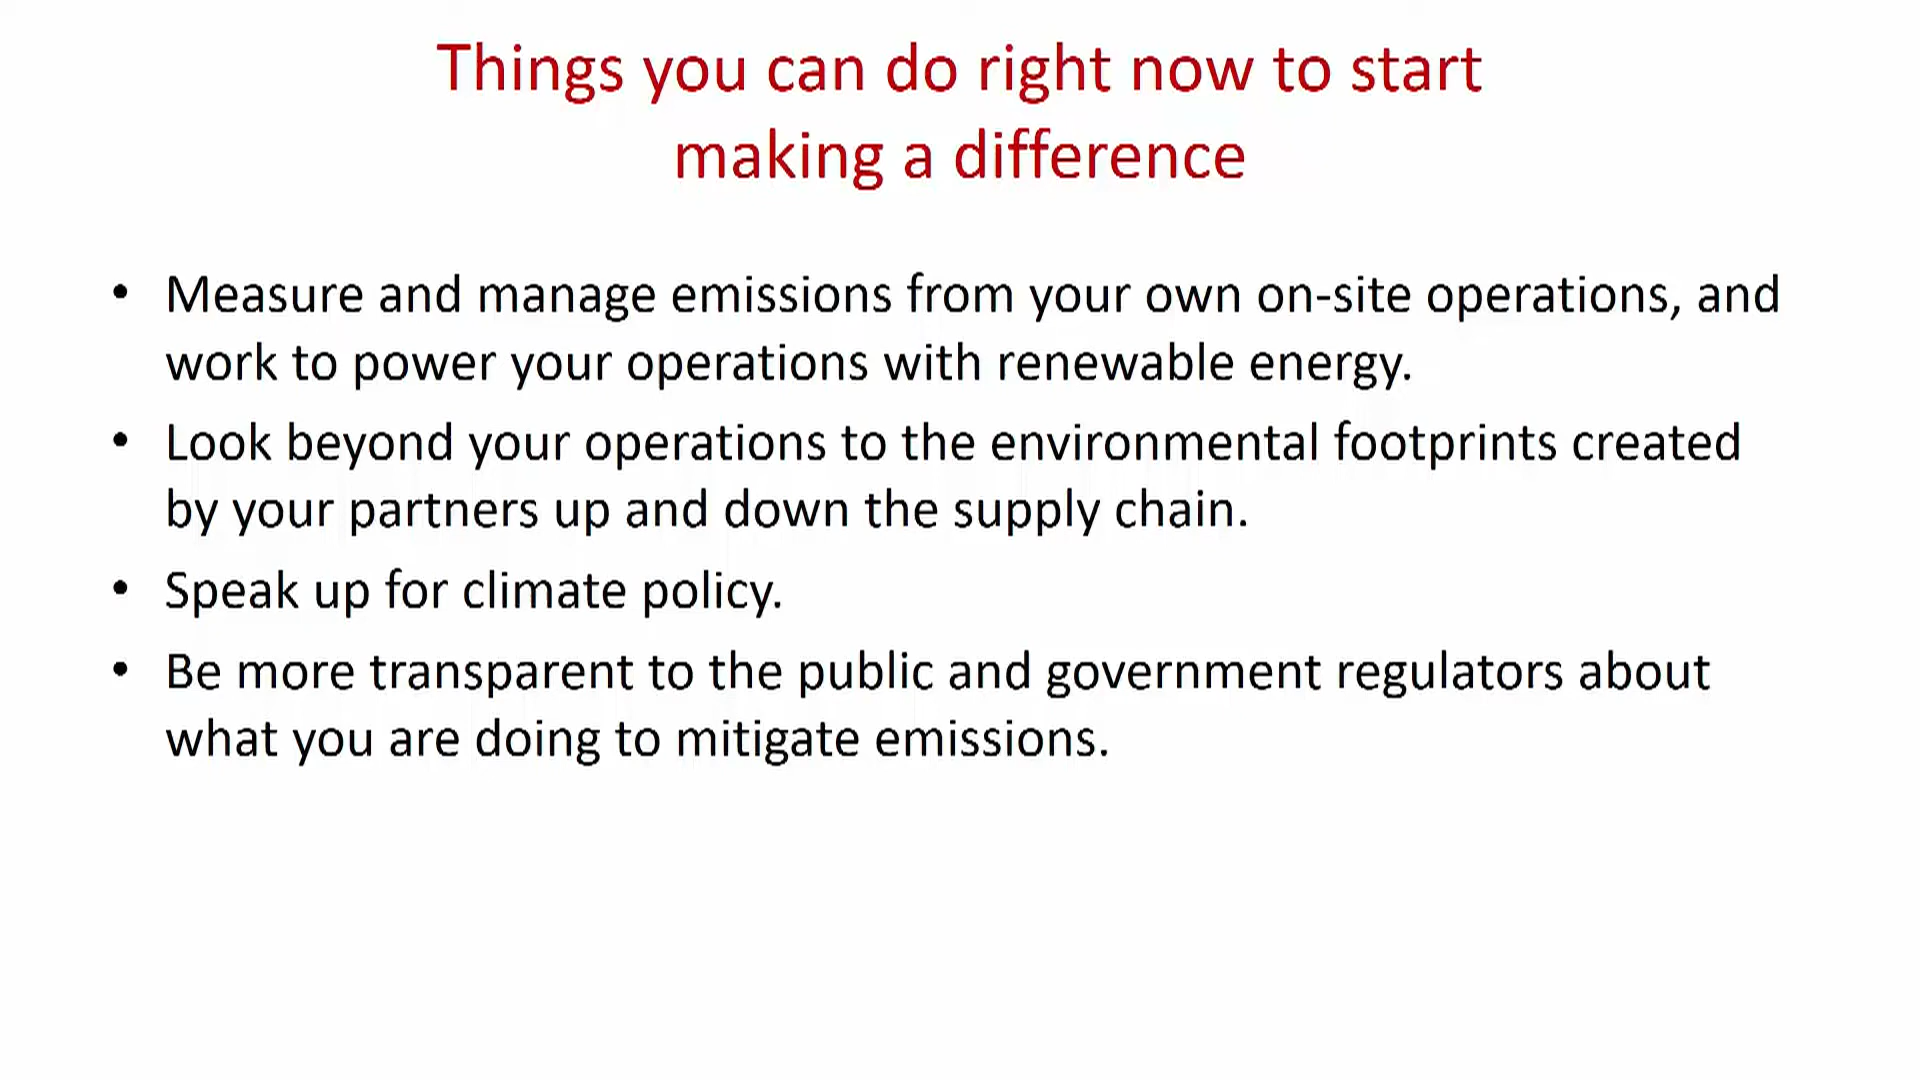 Things you can do right now to start
making a difference
• Measure and manage emissions from your own on-site operations, and
work to power your operations with renewable energy.
• Look beyond your operations to the environmental footprints created
by your partners up and down the supply chain.
• Speak up for climate policy.
• Be more transparent to the public and government regulators about
what you are doing to mitigate emissions.